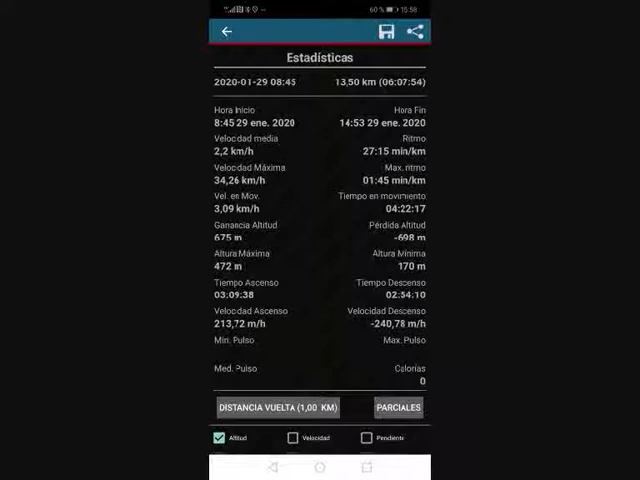 60 % 15:58
Estadísticas
2020-01-29 08:45 13,50 km (06:07:54)
Hora Inicio Hora Fin
8:45 29 ene. 2020 14:53 29 ene. 2020
Velocidad media Ritmo
2,2 km/h 27:15 min/km
Velocidad Máxima Max. ritmo
34,26 km/h 01:45 min/km
Vel. en Mov. Tiempo en movimiento
3,09 km/h 04:22:17
Ganancia Altitud Pérdida Altitud
675 m -698 m
Altura Máxima Altura Mínima
472 m 170 m
Tiempo Ascenso Tiempo Descenso
03:09:38 02:54:10
Velocidad Ascenso Velocidad Descenso
213,72 m/h -240,78 m/h
Min. Pulso Max. Pulso
Med. Pulso Calorías
0
DISTANCIA VUELTA (1,00 KM) PARCIALES
Altitud Velocidad Pendiente